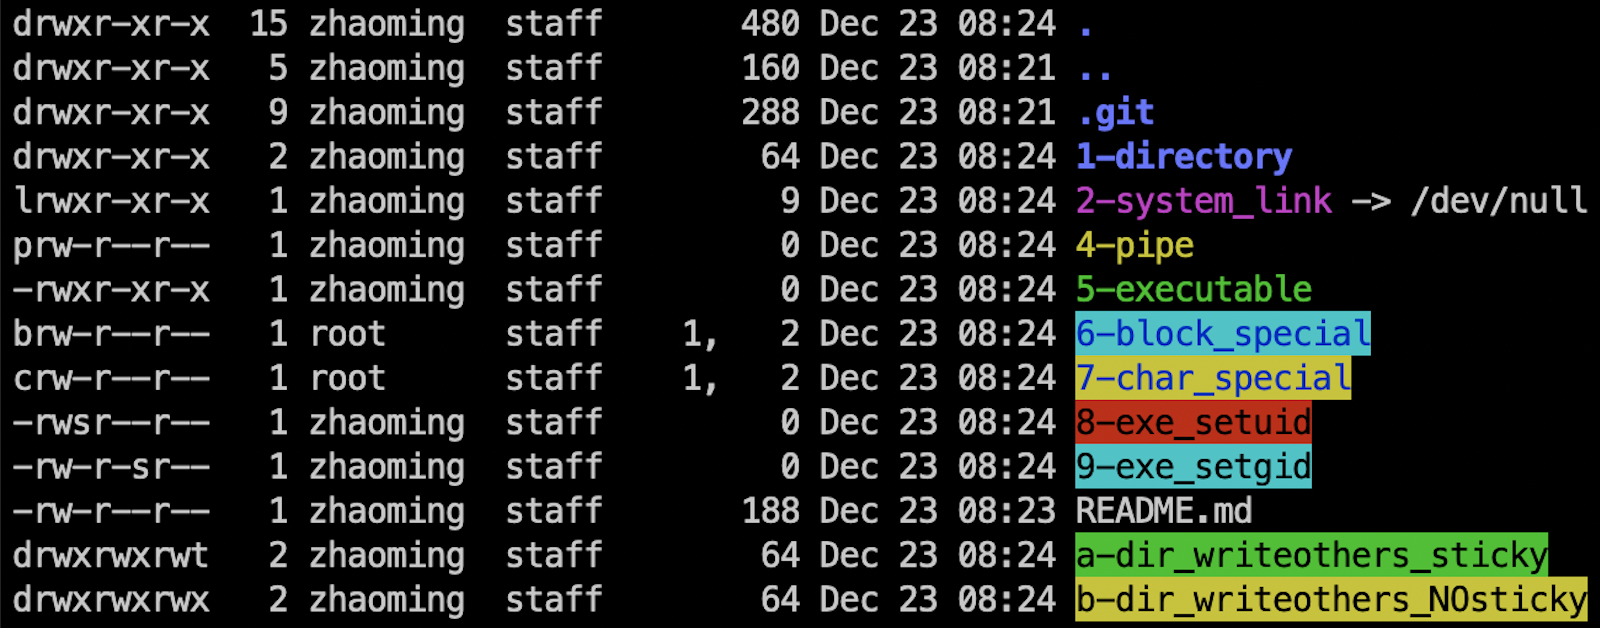 drwxr-xr-x  15 zhaoming  staff       480 Dec 23 08:24 .
drwxr-xr-x   5 zhaoming  staff       160 Dec 23 08:21 ..
drwxr-xr-x   9 zhaoming  staff       288 Dec 23 08:21 .git
drwxr-xr-x   2 zhaoming  staff        64 Dec 23 08:24 1-directory
lrwxr-xr-x   1 zhaoming  staff         9 Dec 23 08:24 2-system_link -> /dev/null
prw-r--r--   1 zhaoming  staff         0 Dec 23 08:24 4-pipe
-rwxr-xr-x   1 zhaoming  staff         0 Dec 23 08:24 5-executable
brw-r--r--   1 root      staff    1,   2 Dec 23 08:24 6-block_special
crw-r--r--   1 root      staff    1,   2 Dec 23 08:24 7-char_special
-rwsr--r--   1 zhaoming  staff         0 Dec 23 08:24 8-exe_setuid
-rw-r-sr--   1 zhaoming  staff         0 Dec 23 08:24 9-exe_setgid
-rw-r--r--   1 zhaoming  staff       188 Dec 23 08:23 README.md
drwxrwxrwt   2 zhaoming  staff        64 Dec 23 08:24 a-dir_writeothers_sticky
drwxrwxrwx   2 zhaoming  staff        64 Dec 23 08:24 b-dir_writeothers_NOsticky